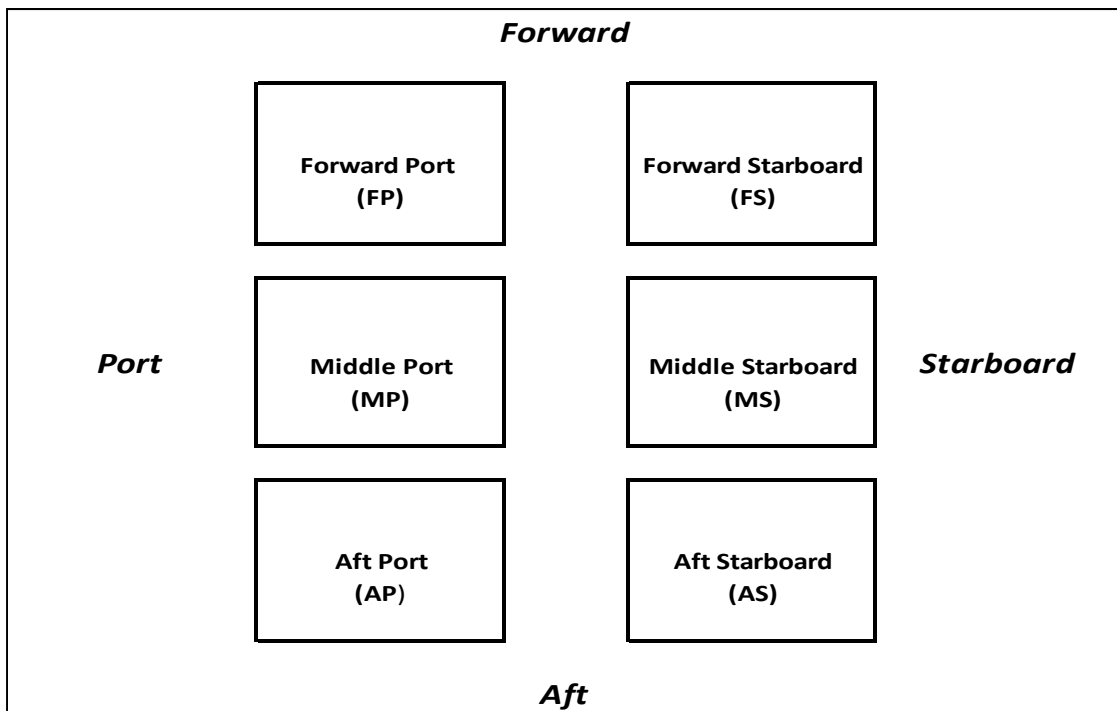 Forward
Forward Port
(FP)
Forward Starboard
(FS)
Port
Middle Port
(MP)
Middle Starboard
(MS)
Starboard
Aft Port
(AP)
Aft Starboard
(AS)
Aft